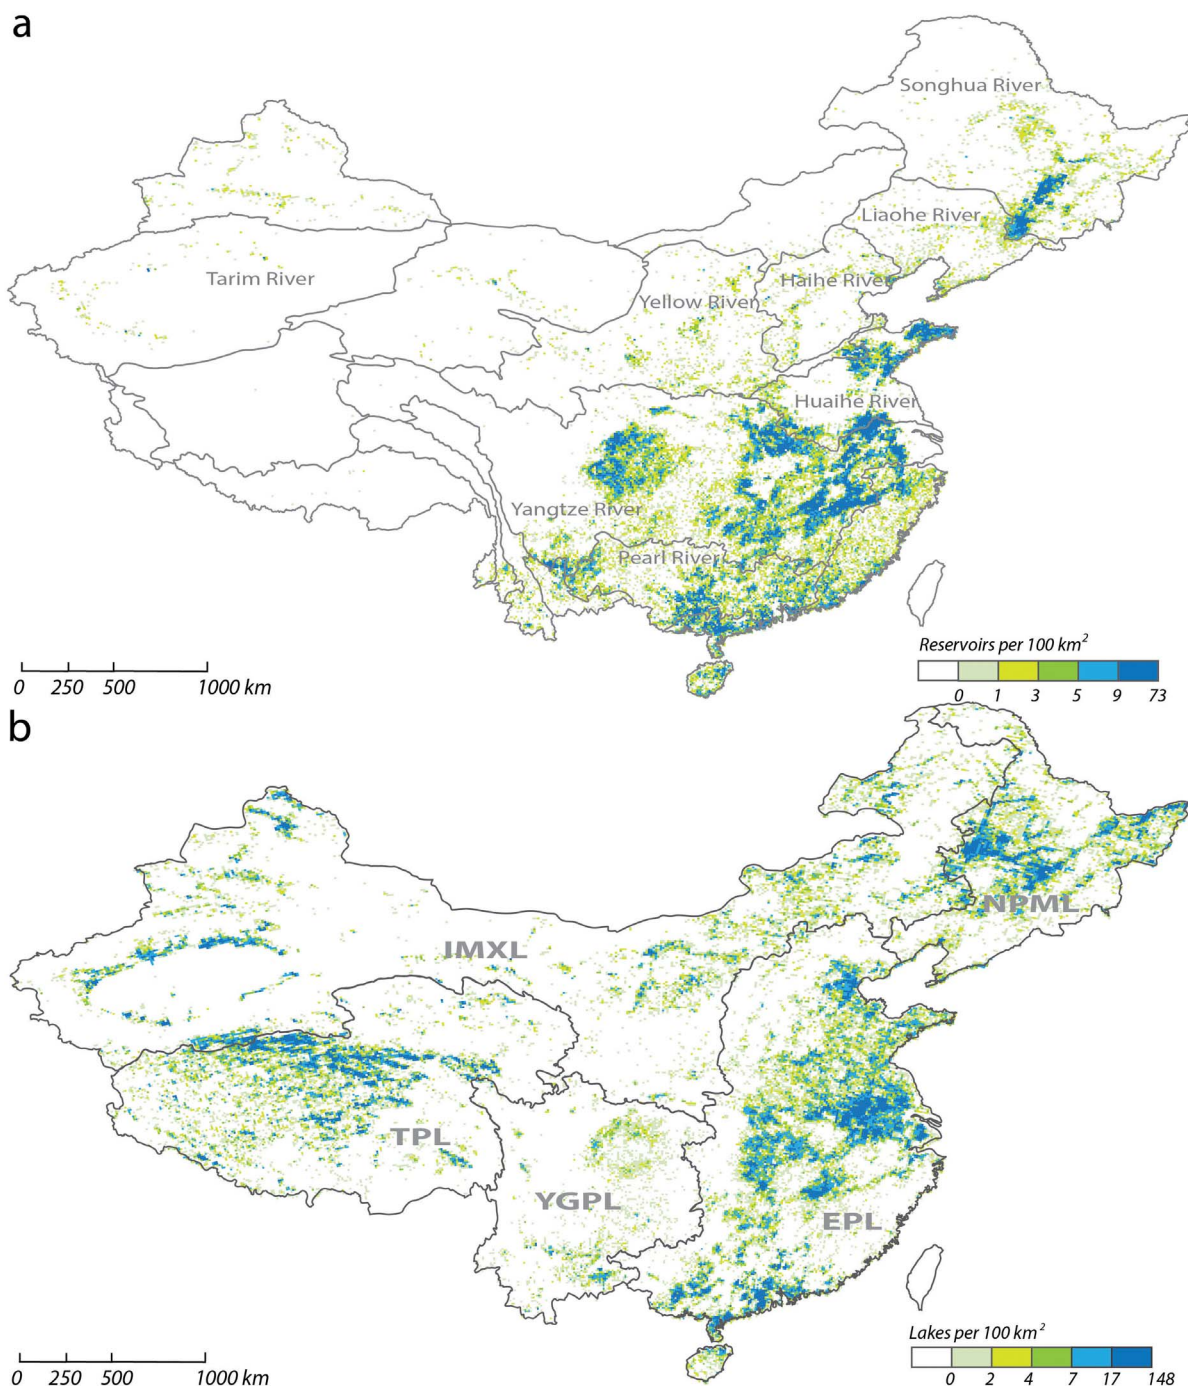 a
Songhua River
Liaohe River
Tarim River
Haihe River
Yellow River
Huaihe River
Yangtze River
Pearl River
Reservoirs per 100 km²
0 1 3 5 9 73
0 250 500 1000 km
b
NPML
IMXL
TPL
YGPL
EPL
Lakes per 100 km²
0 2 4 7 17 148
0 250 500 1000 km